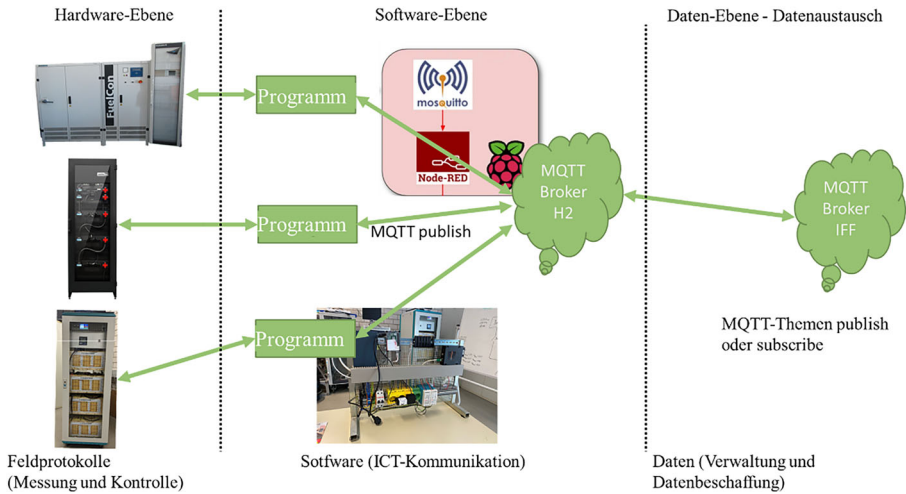 Hardware-Ebene
Software-Ebene
Daten-Ebene - Datenaustausch
FuelCon
Programm
mosquitto
Node-RED
MQTT
Broker
H2
MQTT
Broker
IFF
Programm
MQTT publish
Programm
MQTT-Themen publish
oder subscribe
Feldprotokolle
(Messung und Kontrolle)
Sotfware (ICT-Kommunikation)
Daten (Verwaltung und
Datenbeschaffung)